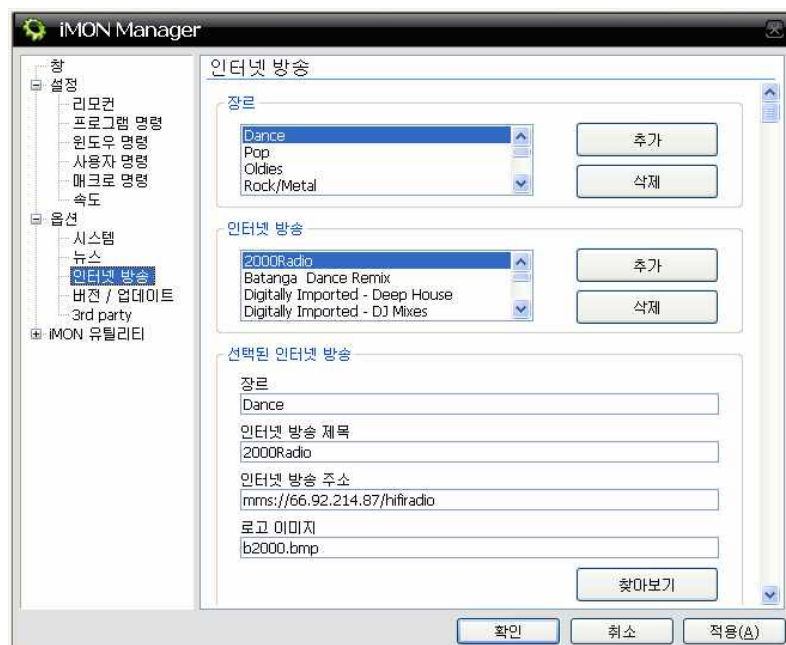 iMON Manager
창
설정
리모컨
프로그램 명령
윈도우 명령
사용자 명령
매크로 명령
속도
옵션
시스템
뉴스
인터넷 방송
버전 / 업데이트
3rd party
iMON 유틸리티
인터넷 방송
장르
Dance
Pop
Oldies
Rock/Metal
추가
삭제
인터넷 방송
2000Radio
Batanga Dance Remix
Digitally Imported - Deep House
Digitally Imported - DJ Mixes
추가
삭제
선택된 인터넷 방송
장르
Dance
인터넷 방송 제목
2000Radio
인터넷 방송 주소
mms://66.92.214.87/hifiradio
로고 이미지
b2000.bmp
찾아보기
확인
취소
적용(A)